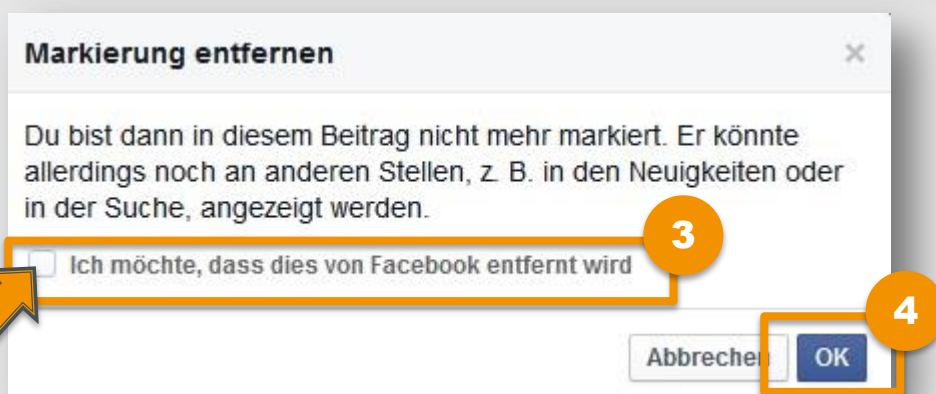 Markierung entfernen
Du bist dann in diesem Beitrag nicht mehr markiert. Er könnte
allerdings noch an anderen Stellen, z. B. in den Neuigkeiten oder
in der Suche, angezeigt werden.
3
Ich möchte, dass dies von Facebook entfernt wird
4
Abbrechen
OK